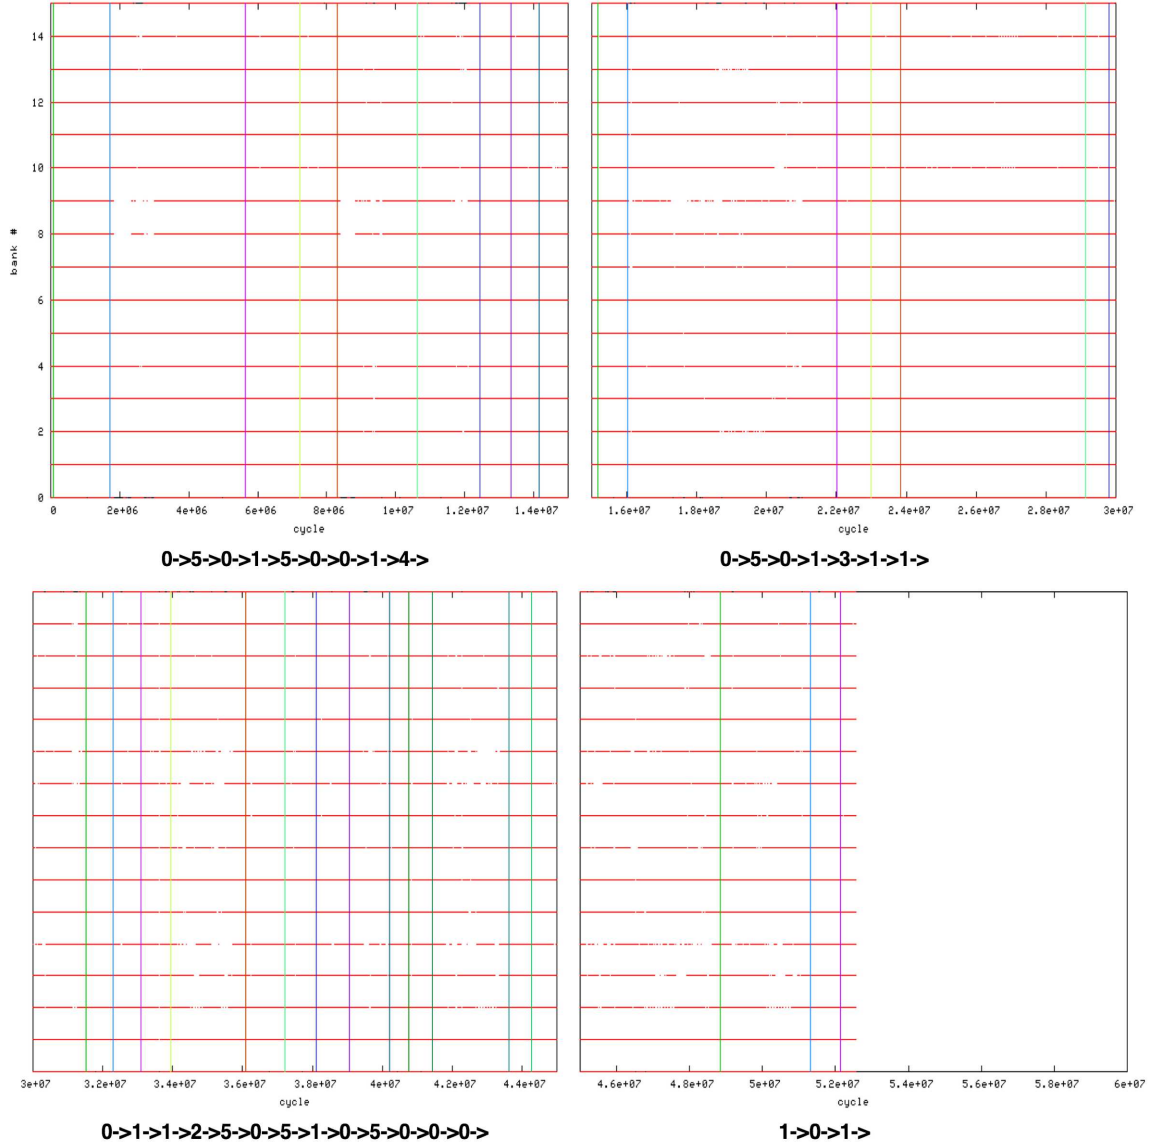 14
12
10
bank #
8
6
4
2
0
0 2e+06 4e+06 6e+06 8e+06 1e+07 1.2e+07 1.4e+07
cycle
0->5->0->1->5->0->0->1->4->
1.6e+07 1.8e+07 2e+07 2.2e+07 2.4e+07 2.6e+07 2.8e+07 3e+07
cycle
0->5->0->1->3->1->1->
3e+07 3.2e+07 3.4e+07 3.6e+07 3.8e+07 4e+07 4.2e+07 4.4e+07
cycle
0->1->1->2->5->0->5->1->0->5->0->0->0->
4.6e+07 4.8e+07 5e+07 5.2e+07 5.4e+07 5.6e+07 5.8e+07 6e+07
cycle
1->0->1->